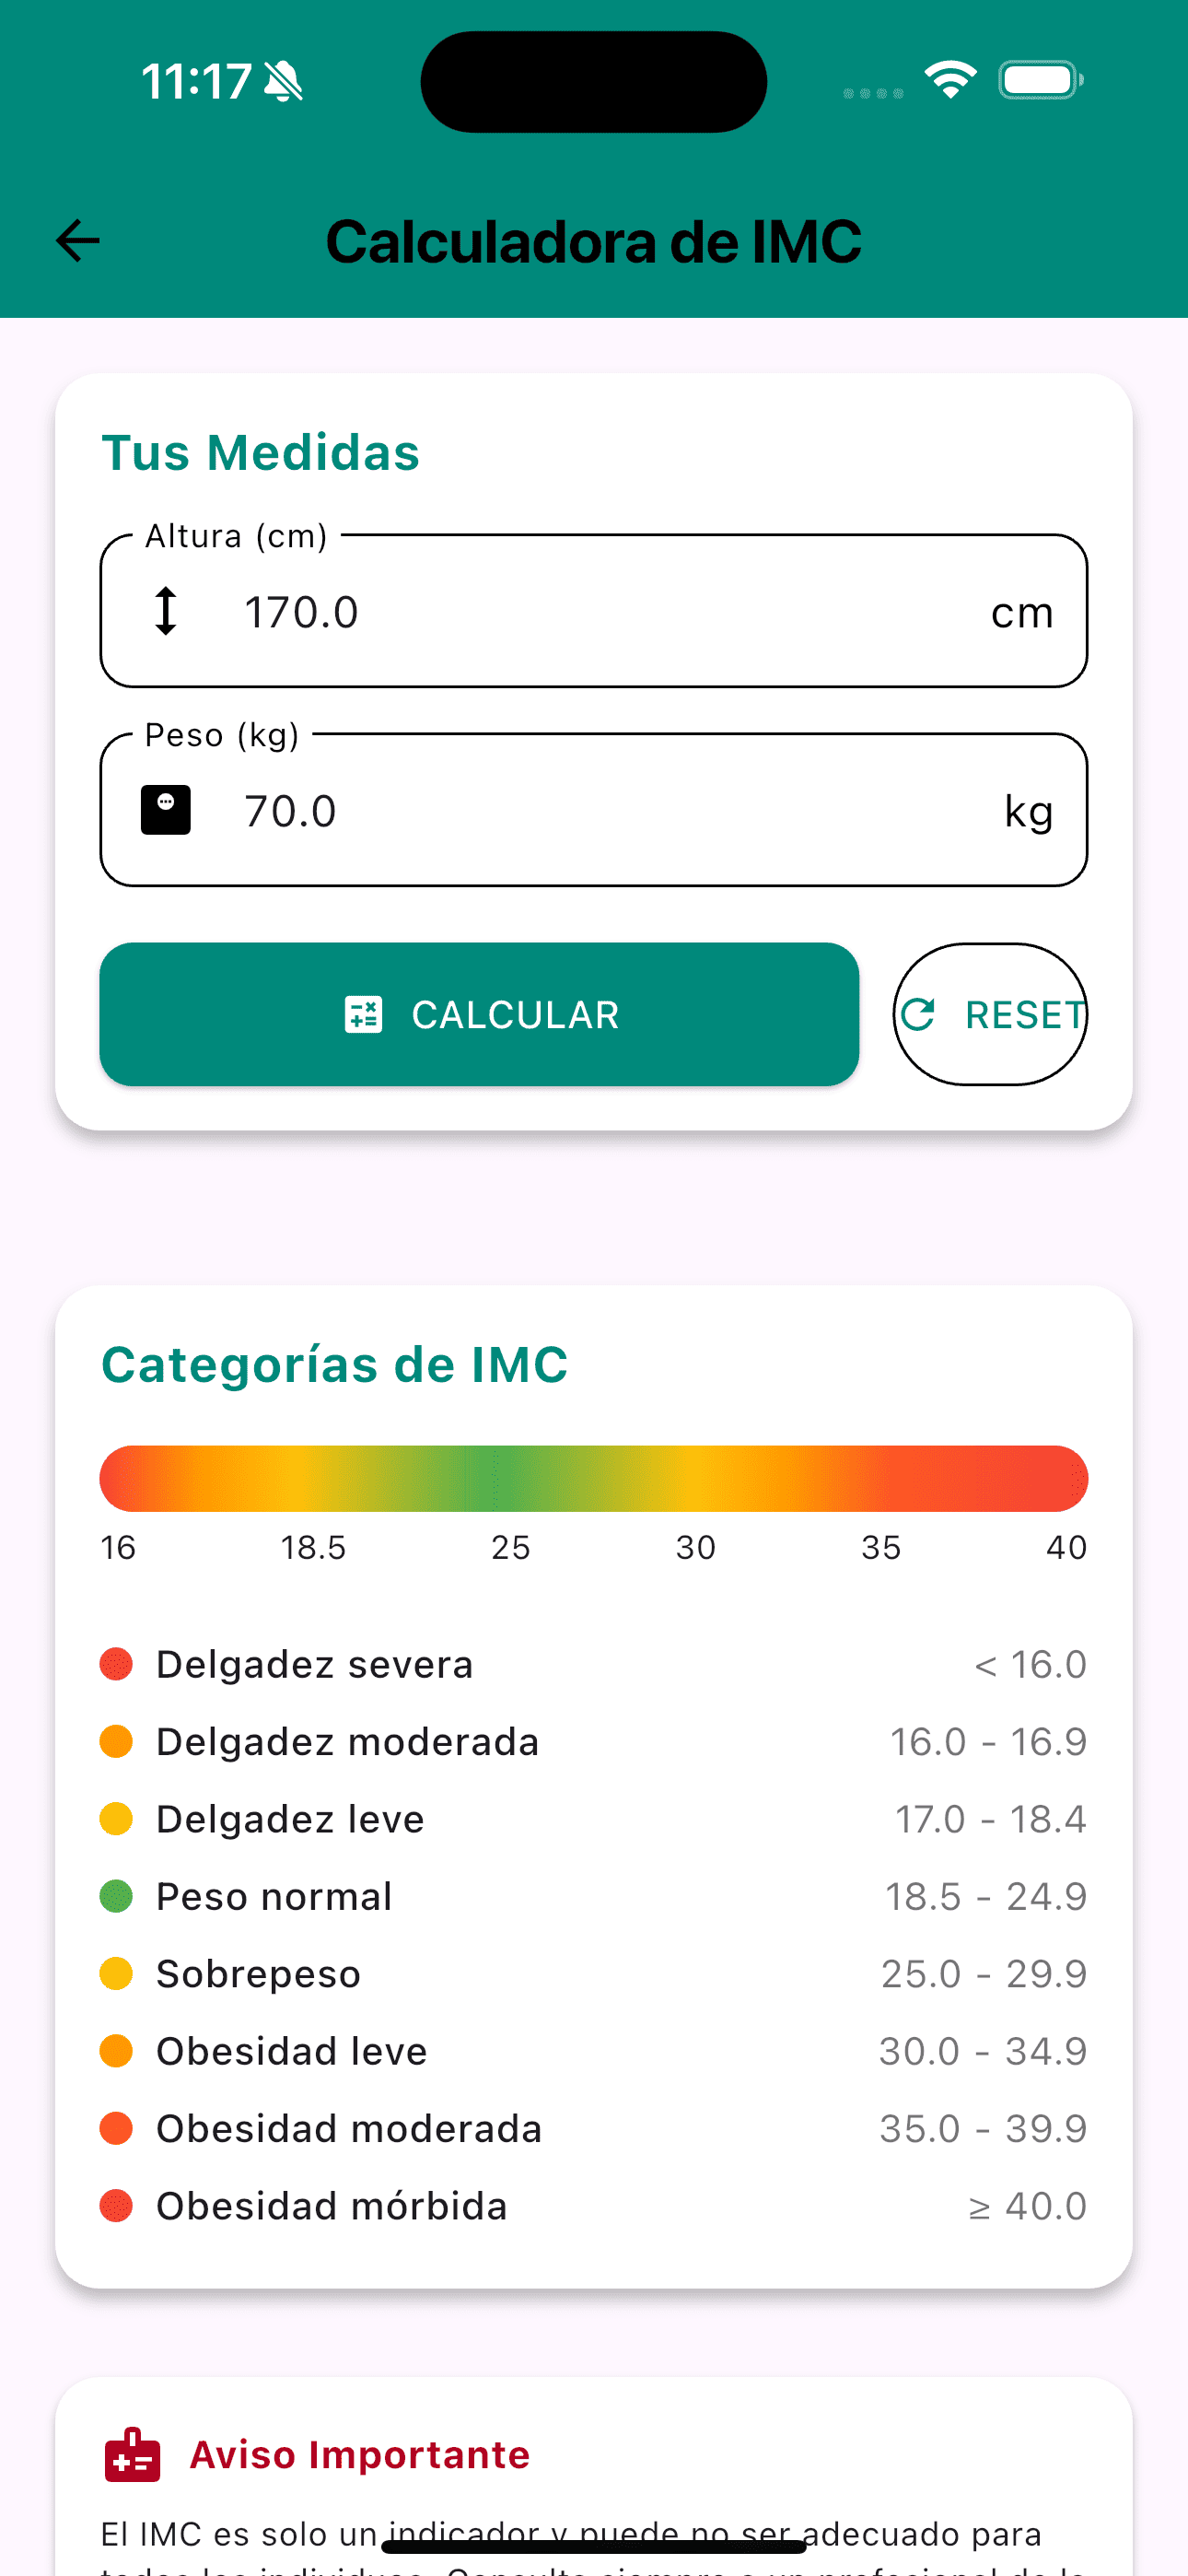 11:17
Calculadora de IMC
Tus Medidas
Altura (cm)
170.0 cm
Peso (kg)
70.0 kg
CALCULAR RESET
Categorías de IMC
16 18.5 25 30 35 40
Delgadez severa < 16.0
Delgadez moderada 16.0 - 16.9
Delgadez leve 17.0 - 18.4
Peso normal 18.5 - 24.9
Sobrepeso 25.0 - 29.9
Obesidad leve 30.0 - 34.9
Obesidad moderada 35.0 - 39.9
Obesidad mórbida ≥ 40.0
Aviso Importante
El IMC es solo un indicador y puede no ser adecuado para